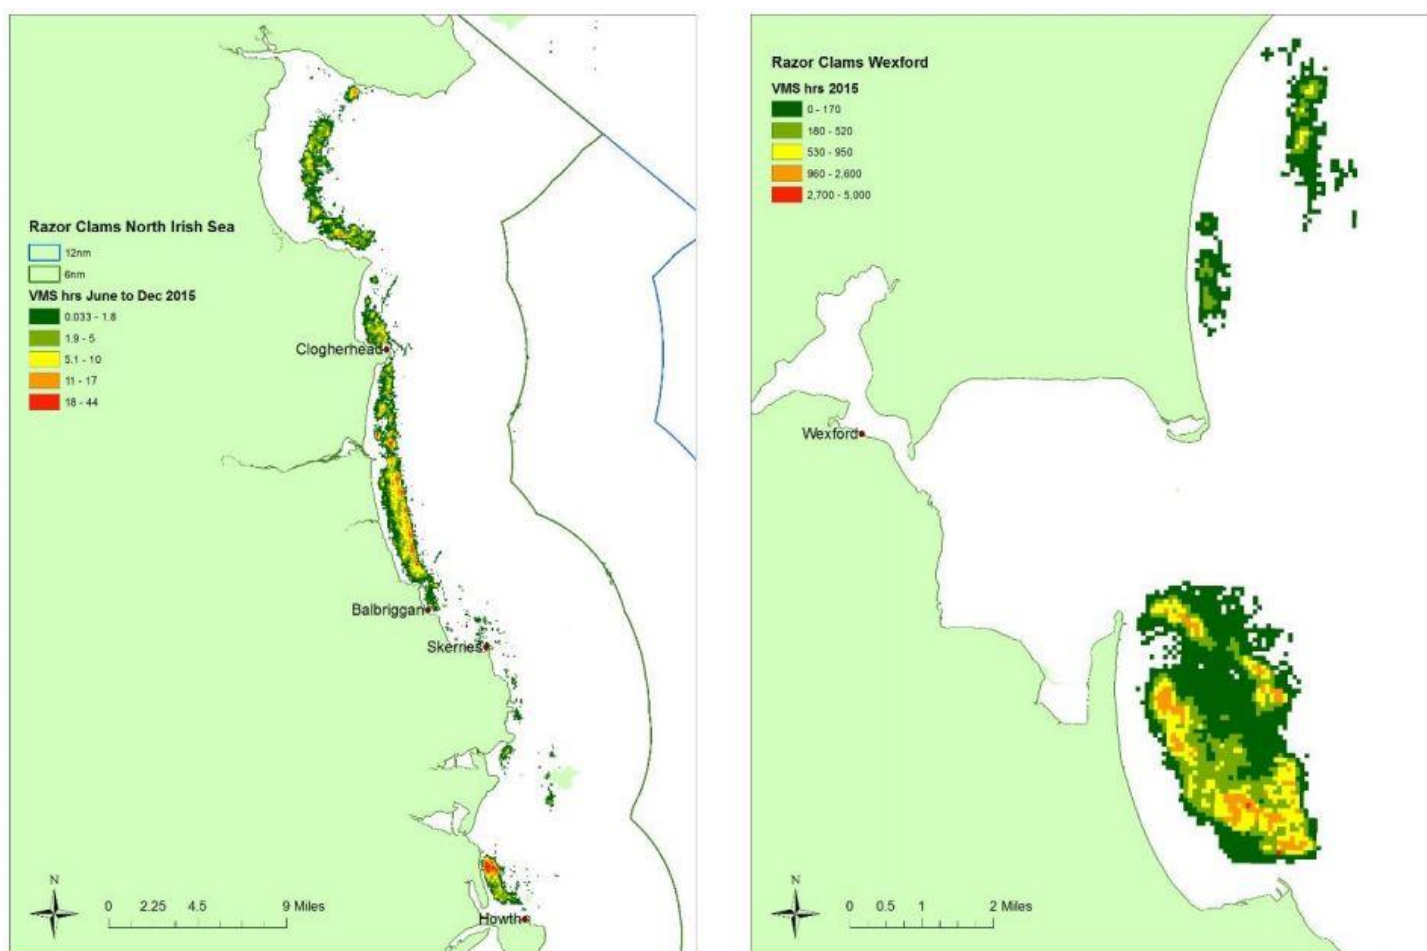 Razor Clams North Irish Sea
12nm
6nm
VMS hrs June to Dec 2015
0.033 - 1.8
1.9 - 5
5.1 - 10
11 - 17
18 - 44
Clogherhead
Balbriggan
Skerries
Howth
N
0 2.25 4.5 9 Miles
Razor Clams Wexford
VMS hrs 2015
0 - 170
180 - 520
530 - 950
960 - 2,600
2,700 - 5,000
Wexford
N
0 0.5 1 2 Miles